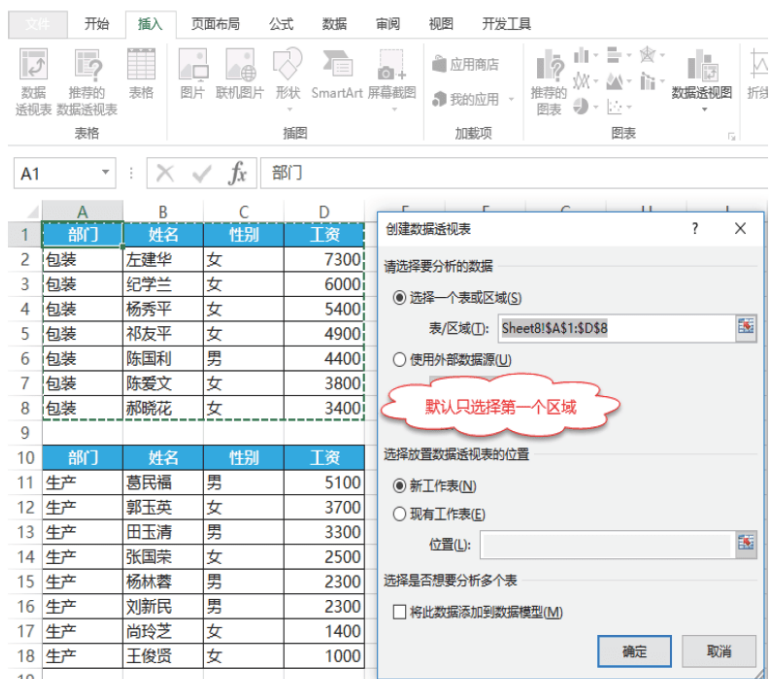 文件 开始 插入 页面布局 公式 数据 审阅 视图 开发工具
数据 透视表 推荐的 数据透视表 表格 图片 联机图片 形状 SmartArt 屏幕截图 应用商店 我的应用 推荐的 图表 数据透视图 折线
表格 插图 加载项 图表
A1 fx 部门
A B C D
1 部门 姓名 性别 工资
2 包装 左建华 女 7300
3 包装 纪学兰 女 6000
4 包装 杨秀平 女 5400
5 包装 祁友平 女 4900
6 包装 陈国利 男 4400
7 包装 陈爱文 女 3800
8 包装 郝晓花 女 3400
9
10 部门 姓名 性别 工资
11 生产 葛民福 男 5100
12 生产 郭玉英 女 3700
13 生产 田玉清 男 3300
14 生产 张国荣 女 2500
15 生产 杨林蓉 男 2300
16 生产 刘新民 男 2300
17 生产 尚玲芝 女 1400
18 生产 王俊贤 女 1000
创建数据透视表 ?
请选择要分析的数据
选择一个表或区域(S)
表/区域(T): Sheet8!$A$1:$D$8
使用外部数据源(U)
默认只选择第一个区域
选择放置数据透视表的位置
新工作表(N)
现有工作表(E)
位置(L):
选择是否想要分析多个表
将此数据添加到数据模型(M)
确定 取消